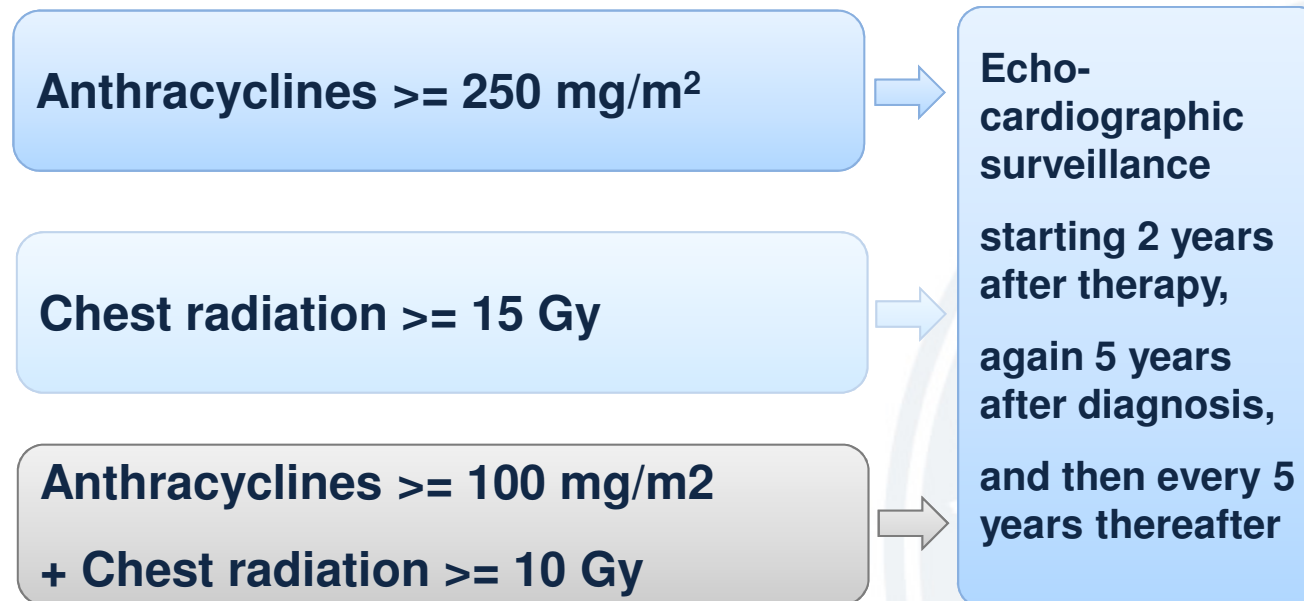 Anthracyclines >= 250 mg/m²
Chest radiation >= 15 Gy
Anthracyclines >= 100 mg/m2
+ Chest radiation >= 10 Gy
Echo-
cardiographic
surveillance
starting 2 years
after therapy,
again 5 years
after diagnosis,
and then every 5
years thereafter